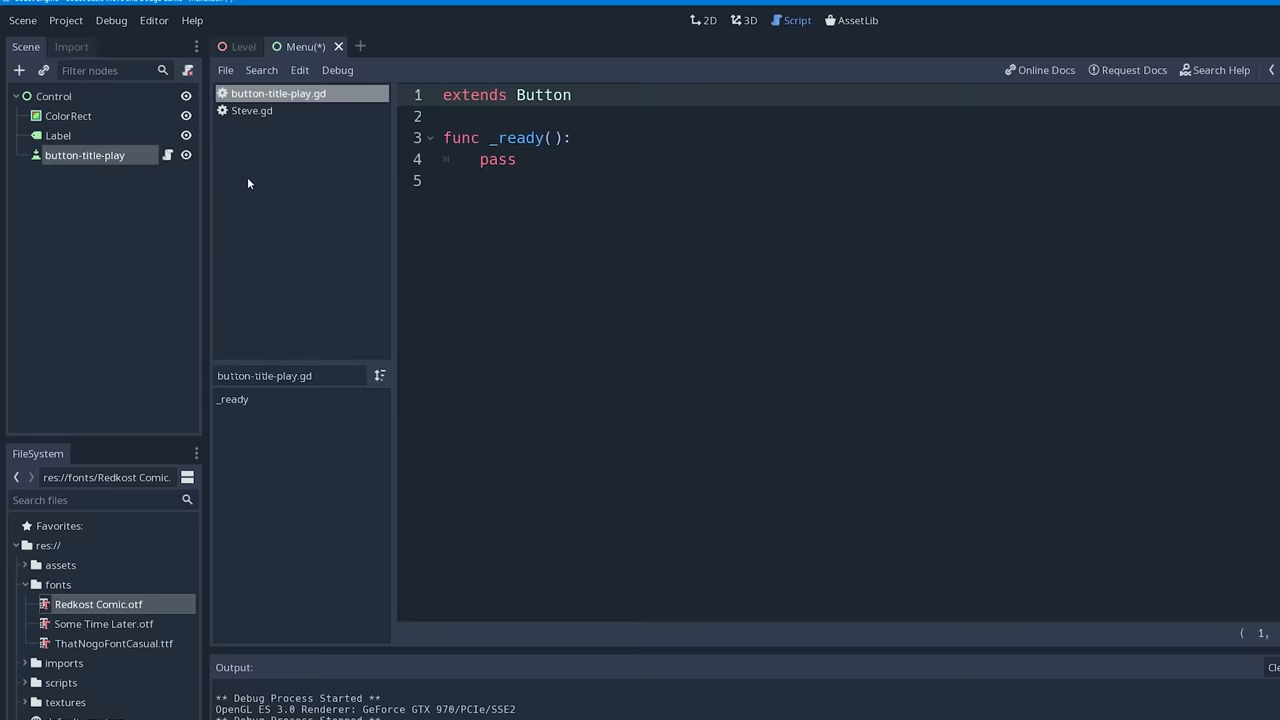 Scene Project Debug Editor Help
2D 3D Script AssetLib
Scene Import
Level Menu(*)
Filter nodes
File Search Edit Debug
Online Docs Request Docs Search Help
Control
ColorRect
Label
button-title-play
button-title-play.gd
Steve.gd
button-title-play.gd
_ready
1 extends Button
2
3 func _ready():
4 pass
5
( 1,
FileSystem
res://fonts/Redkost Comic.
Search files
Favorites:
res://
assets
fonts
Redkost Comic.otf
Some Time Later.otf
ThatNogoFontCasual.ttf
imports
scripts
textures
Output:
** Debug Process Started **
OpenGL ES 3.0 Renderer: GeForce GTX 970/PCIe/SSE2
** Debug Process Stopped **